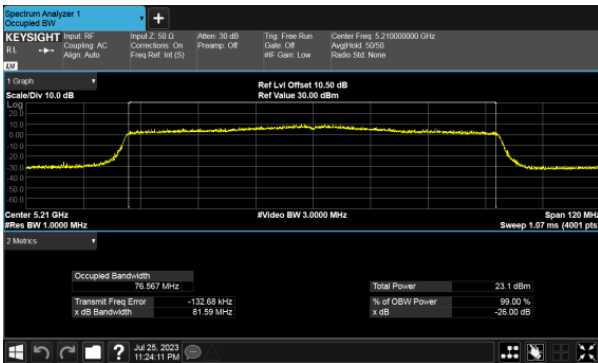 Spectrum Analyzer 1
Occupied BW
+
KEYSIGHT
RL
Input: RF
Coupling: AC
Align: Auto
Input Z: 50 Ω
Corrections: On
Freq Ref: Int (S)
Atten: 30 dB
Preamp: Off
Trig: Free Run
Gate: Off
#IF Gain: Low
Center Freq: 5.210000000 GHz
Avg|Hold: 50/50
Radio Std: None
1 Graph
Scale/Div 10.0 dB
Ref Lvl Offset 10.50 dB
Ref Value 30.00 dBm
Log
20.0
10.0
0.00
-10.0
-20.0
-30.0
-40.0
-50.0
-60.0
Center 5.21 GHz
#Video BW 3.0000 MHz
Span 120 MHz
#Res BW 1.0000 MHz
Sweep 1.07 ms (4001 pts)
2 Metrics
Occupied Bandwidth
76.567 MHz
Total Power 23.1 dBm
Transmit Freq Error -132.68 kHz
% of OBW Power 99.00 %
x dB Bandwidth 81.59 MHz
x dB -26.00 dB
?
Jul 25, 2023
11:24:11 PM